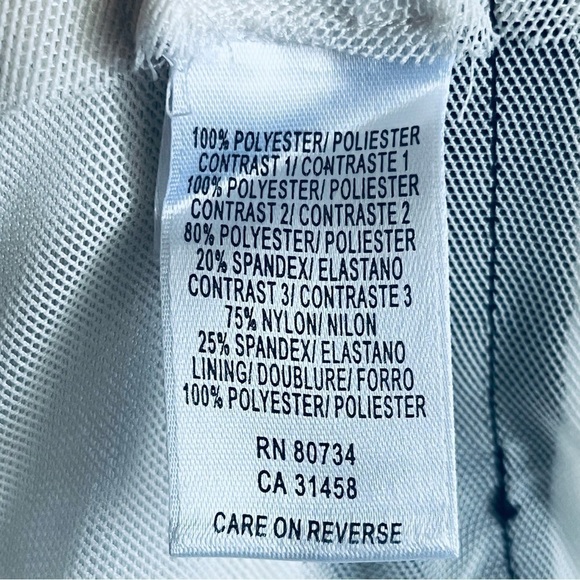 100% POLYESTER/ POLIESTER
CONTRAST 1/ CONTRASTE 1
100% POLYESTER/ POLIESTER
CONTRAST 2/ CONTRASTE 2
80% POLYESTER/ POLIESTER
20% SPANDEX/ ELASTANO
CONTRAST 3/ CONTRASTE 3
75% NYLON/ NILON
25% SPANDEX/ ELASTANO
LINING/ DOUBLURE/ FORRO
100% POLYESTER/ POLIESTER
RN 80734
CA 31458
CARE ON REVERSE